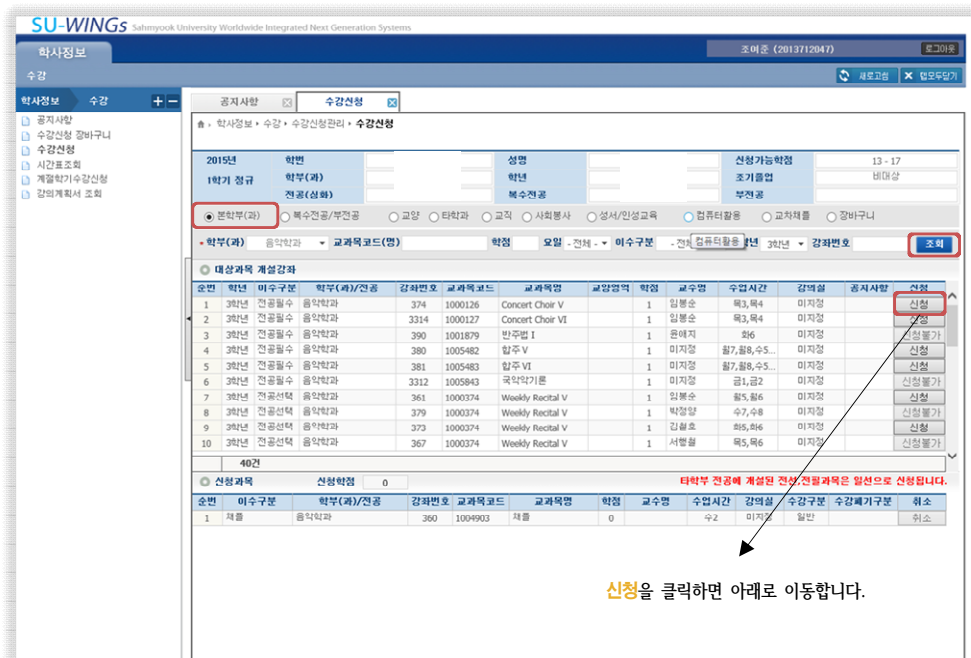 SU-WINGs Sahmyook University Worldwide Integrated Next Generation Systems
학사정보 조여준 (2013712047) 로그아웃
수강 새로고침 탭모두닫기
학사정보 수강
공지사항
수강신청 장바구니
수강신청
시간표조회
계절학기수강신청
강의계획서 조회
공지사항 수강신청
학사정보 수강 수강신청관리 수강신청
2015년 학번 성명 신청가능학점 13 - 17
1학기 정규 학부(과) 학년 조기졸업 비대상
전공(심화) 복수전공 부전공
본학부(과) 복수전공/부전공 교양 타학과 교직 사회봉사 성서/인성교육 컴퓨터활용 교차채플 장바구니
학부(과) 음악학과 교과목코드(명) 학점 요일 - 전체 - 이수구분 컴퓨터활용 3학년 강좌번호 조회
대상과목 개설강좌
순번 학년 이수구분 학부(과)/전공 강좌번호 교과목코드 교과목명 교양영역 학점 교수명 수업시간 강의실 공지사항 신청
1 3학년 전공필수 음악학과 374 1000126 Concert Choir V 1 임봉순 목3,목4 미지정 신청
2 3학년 전공필수 음악학과 3314 1000127 Concert Choir VI 1 임봉순 목3,목4 미지정 신청
3 3학년 전공필수 음악학과 390 1001879 반주법 I 1 윤예지 화6 미지정 신청불가
4 3학년 전공필수 음악학과 380 1005482 합주 V 1 미지정 월7,월8,수5... 미지정 신청
5 3학년 전공필수 음악학과 381 1005483 합주 VI 1 미지정 월7,월8,수5... 미지정 신청
6 3학년 전공필수 음악학과 3312 1005843 국악악기론 1 미지정 금1,금2 미지정 신청불가
7 3학년 전공선택 음악학과 361 1000374 Weekly Recital V 1 임봉순 월5,월6 미지정 신청
8 3학년 전공선택 음악학과 379 1000374 Weekly Recital V 1 박정양 수7,수8 미지정 신청불가
9 3학년 전공선택 음악학과 373 1000374 Weekly Recital V 1 김철호 화5,화6 미지정 신청
10 3학년 전공선택 음악학과 367 1000374 Weekly Recital V 1 서행철 목5,목6 미지정 신청불가
40건
신청과목 신청학점 0 타학부 전공에 개설된 전선,전필과목은 일선으로 신청됩니다.
순번 이수구분 학부(과)/전공 강좌번호 교과목코드 교과목명 학점 교수명 수업시간 강의실 수강구분 수강폐기구분 취소
1 채플 음악학과 360 1004903 채플 0 수2 미지정 일반 취소
신청을 클릭하면 아래로 이동합니다.